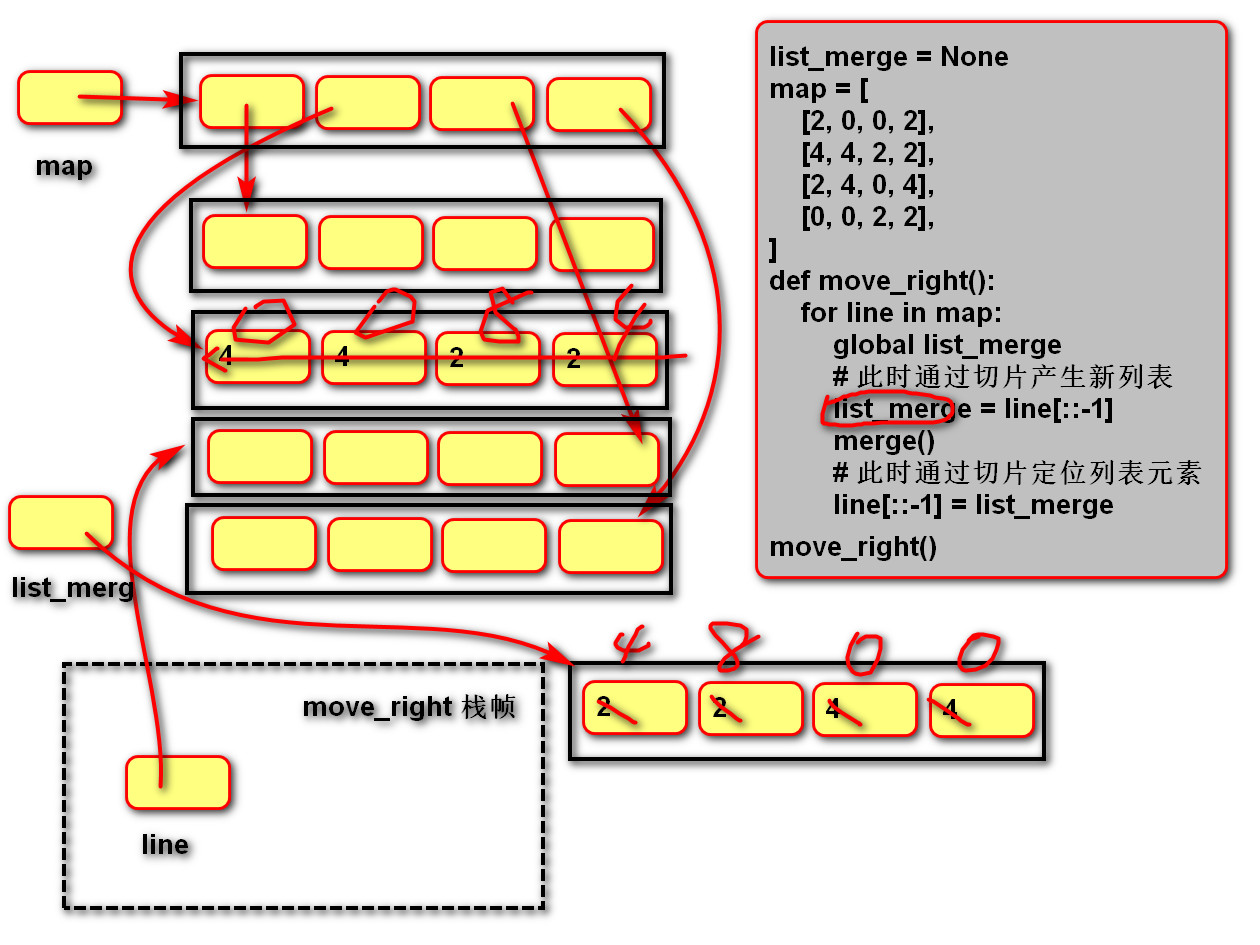 map
0 0 8 4
4 4 2 2
list_merg
move_right 栈帧
line
4 8 0 0
2 2 4 4
list_merge = None
map = [
[2, 0, 0, 2],
[4, 4, 2, 2],
[2, 4, 0, 4],
[0, 0, 2, 2],
]
def move_right():
for line in map:
global list_merge
# 此时通过切片产生新列表
list_merge = line[::-1]
merge()
# 此时通过切片定位列表元素
line[::-1] = list_merge
move_right()